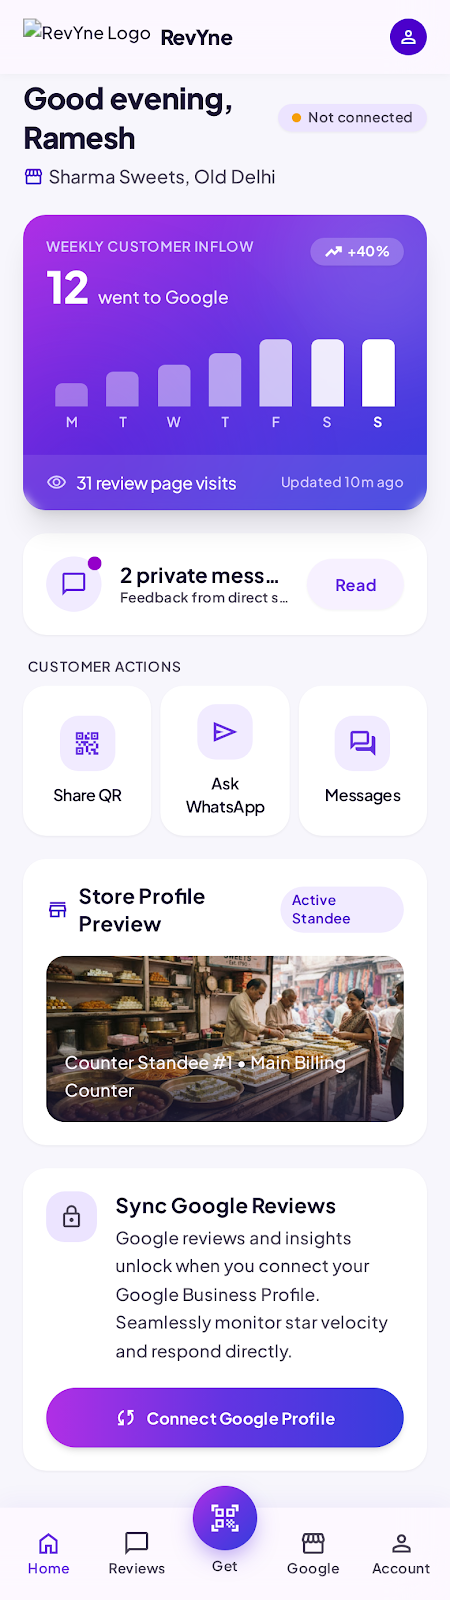 RevYne Logo RevYne
Good evening,
Ramesh
Not connected
Sharma Sweets, Old Delhi
WEEKLY CUSTOMER INFLOW
+40%
12 went to Google
M T W T F S S
31 review page visits
Updated 10m ago
2 private mess...
Feedback from direct s...
Read
CUSTOMER ACTIONS
Share QR
Ask
WhatsApp
Messages
Store Profile
Preview
Active
Standee
Counter Standee #1 • Main Billing
Counter
Sync Google Reviews
Google reviews and insights
unlock when you connect your
Google Business Profile.
Seamlessly monitor star velocity
and respond directly.
Connect Google Profile
Home
Reviews
Get
Google
Account